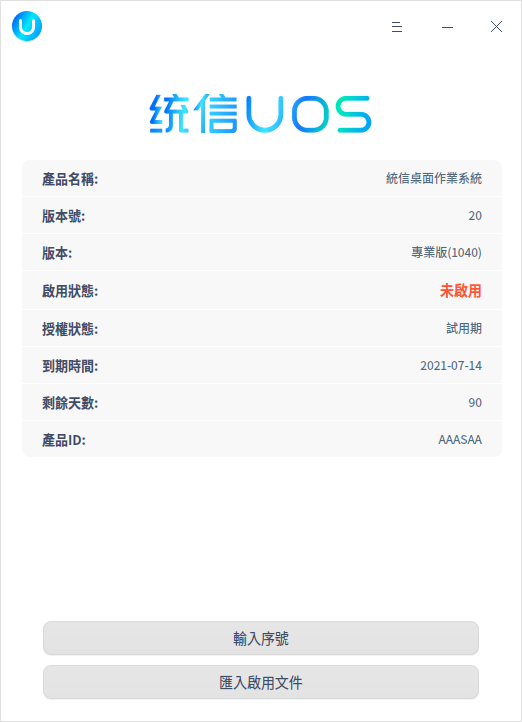 统信UOS
產品名稱: 統信桌面作業系統
版本號: 20
版本: 專業版(1040)
啟用狀態: 未啟用
授權狀態: 試用期
到期時間: 2021-07-14
剩餘天數: 90
產品ID: AAASAA
輸入序號
匯入啟用文件